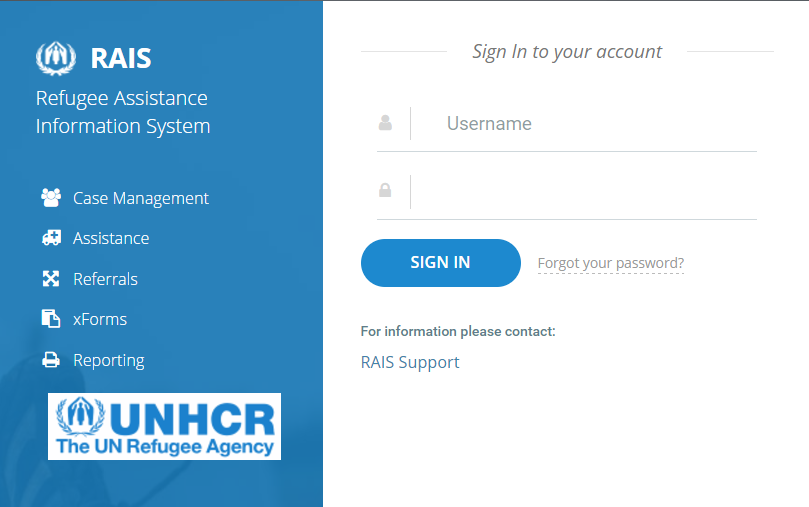 RAIS
Refugee Assistance
Information System
Case Management
Assistance
Referrals
xForms
Reporting
UNHCR
The UN Refugee Agency
Sign In to your account
Username
SIGN IN
Forgot your password?
For information please contact:
RAIS Support